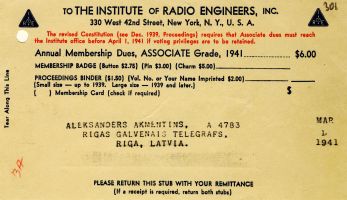 301
TO THE INSTITUTE OF RADIO ENGINEERS, INC.
330 West 42nd Street, New York, N. Y., U. S. A.
The revised Constitution (see Dec. 1939, Proceedings) requires that Associate dues must reach
the Institute office before April 1, 1941 if voting privileges are to be retained.
Annual Membership Dues, ASSOCIATE Grade, 1941 $6.00
MEMBERSHIP BADGE (Button $2.75) (Pin $3.00) (Charm $5.00)
PROCEEDINGS BINDER ($1.50) (Vol. No. or Your Name Imprinted $2.00)
(Small size — up to 1939. Large size — 1939 and later.)
( ) Membership Card (check if required) $
Tear Along This Line
ALEKSANDERS AKMENTINS, A 4783
RIGAS GALVENAIS TELEGRAFS,
RIGA, LATVIA.
MAR
1
1941
PLEASE RETURN THIS STUB WITH YOUR REMITTANCE
(If a receipt is required, return both stubs)